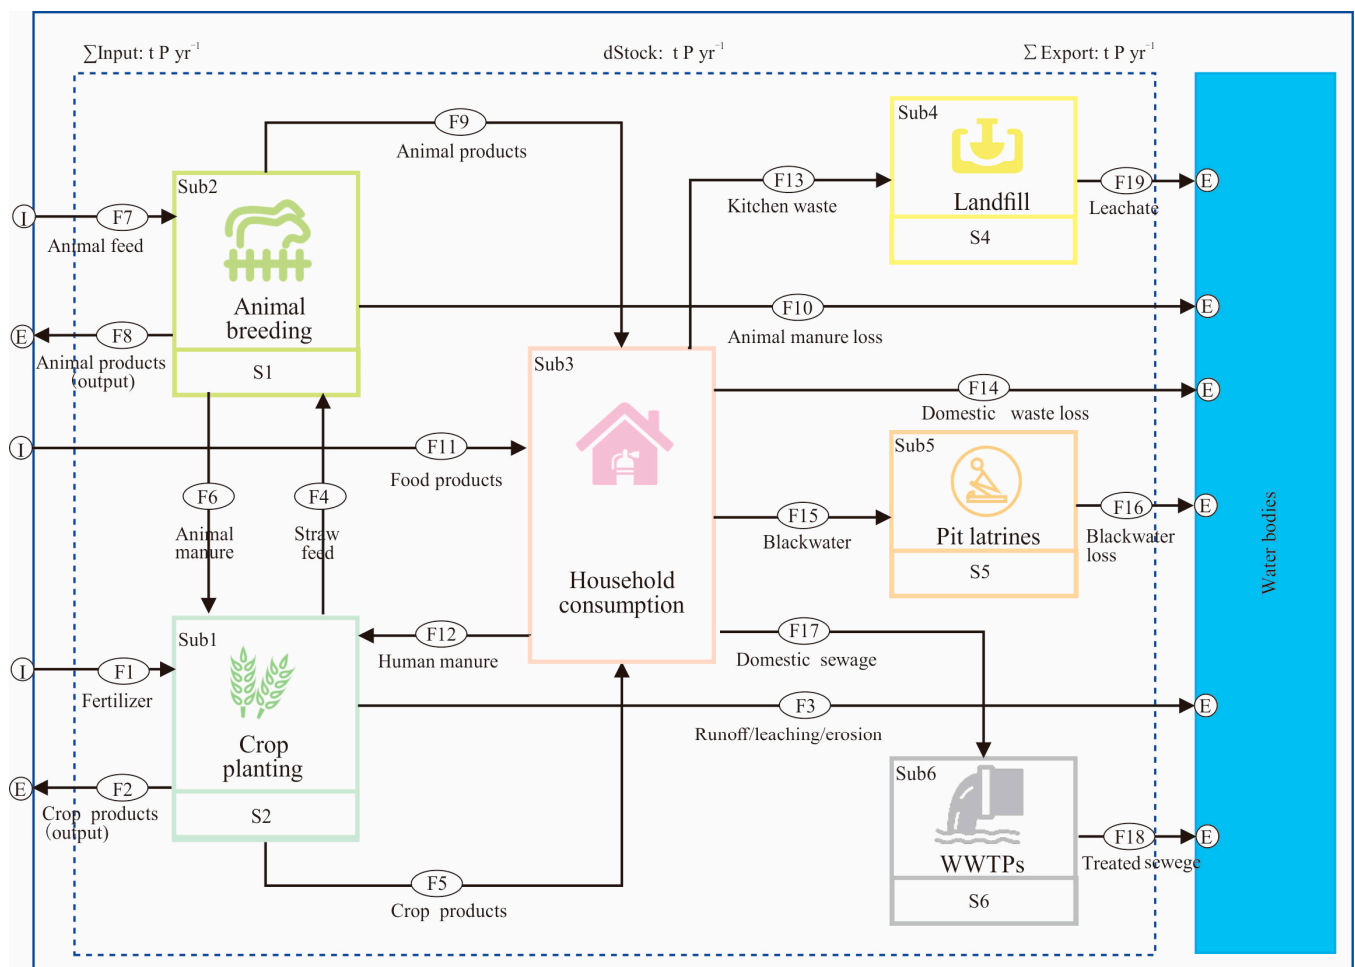 ∑Input: t P yr⁻¹
dStock: t P yr⁻¹
∑ Export: t P yr⁻¹
F9
Animal products
Sub2
I
F7
Animal feed
Animal
breeding
E
F8
Animal products
(output)
S1
Sub4
Landfill
S4
F13
Kitchen waste
F19
Leachate
E
F10
Animal manure loss
E
Sub3
Household
consumption
F14
Domestic waste loss
E
I
F11
Food products
Sub5
Pit latrines
S5
F15
Blackwater
F16
Blackwater
loss
E
F6
Animal
manure
F4
Straw
feed
Water bodies
F12
Human manure
F17
Domestic sewage
Sub1
I
F1
Fertilizer
Crop
planting
E
F2
Crop products
(output)
S2
F3
Runoff/leaching/erosion
E
Sub6
WWTPs
S6
F18
Treated sewege
E
F5
Crop products